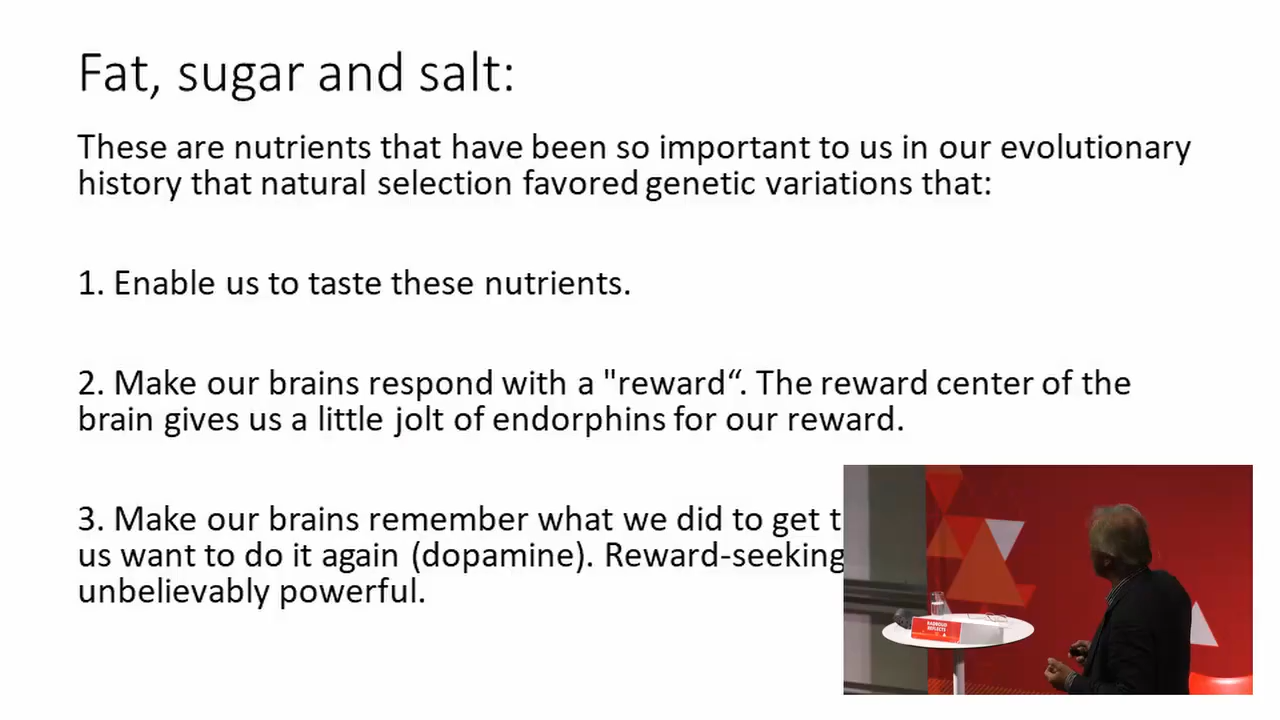 Fat, sugar and salt:
These are nutrients that have been so important to us in our evolutionary
history that natural selection favored genetic variations that:
1. Enable us to taste these nutrients.
2. Make our brains respond with a "reward“. The reward center of the
brain gives us a little jolt of endorphins for our reward.
3. Make our brains remember what we did to get
us want to do it again (dopamine). Reward-seeking
unbelievably powerful.
RADBOUD
REFLECTS